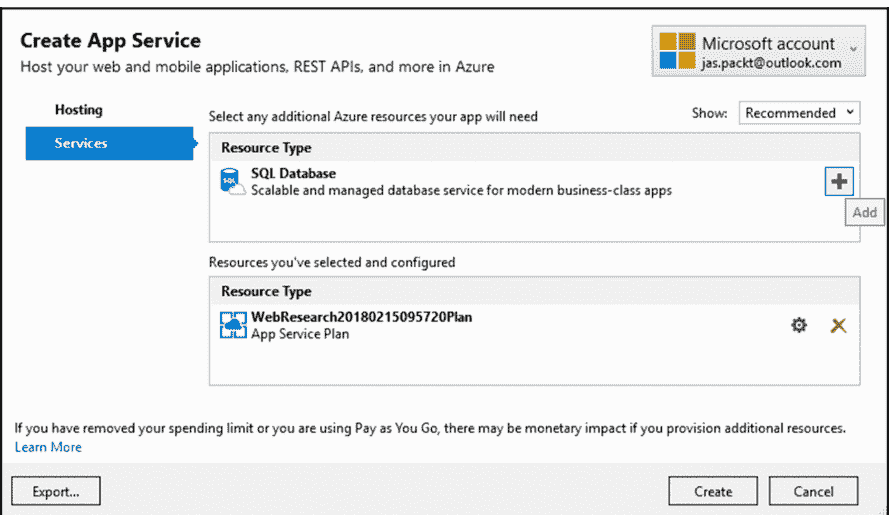 Create App Service
Host your web and mobile applications, REST APIs, and more in Azure
Microsoft account
jas.packt@outlook.com
Hosting
Services
Select any additional Azure resources your app will need
Show: Recommended
Resource Type
SQL
SQL Database
Scalable and managed database service for modern business-class apps
Add
Resources you've selected and configured
Resource Type
WebResearch20180215095720Plan
App Service Plan
If you have removed your spending limit or you are using Pay as You Go, there may be monetary impact if you provision additional resources.
Learn More
Export...
Create
Cancel